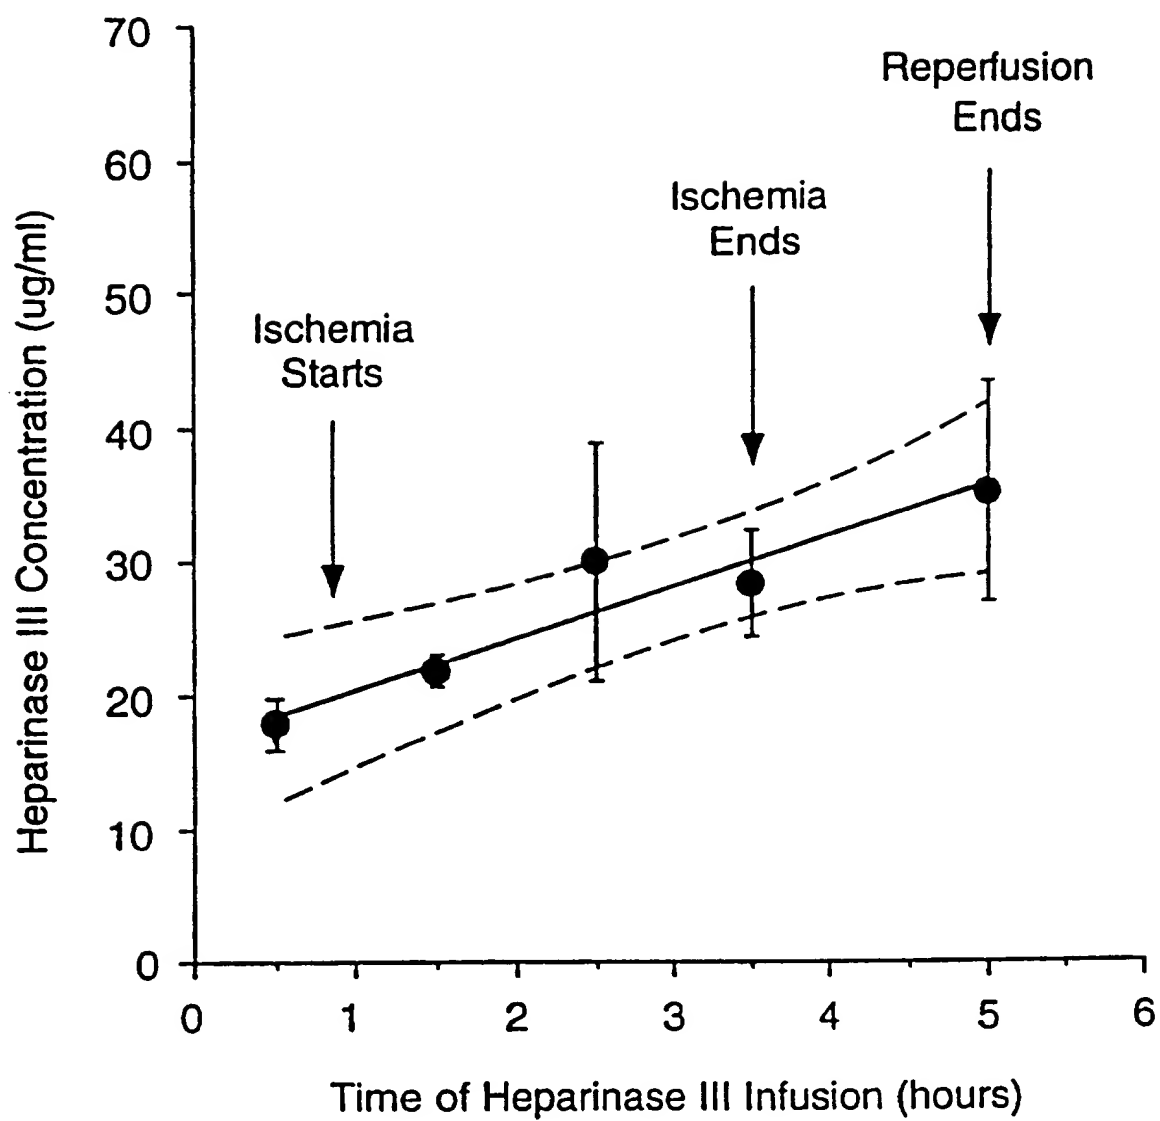 70
60
50
40
30
20
10
0
Heparinase III Concentration (ug/ml)
Ischemia
Starts
Ischemia
Ends
Reperfusion
Ends
0 1 2 3 4 5 6
Time of Heparinase III Infusion (hours)